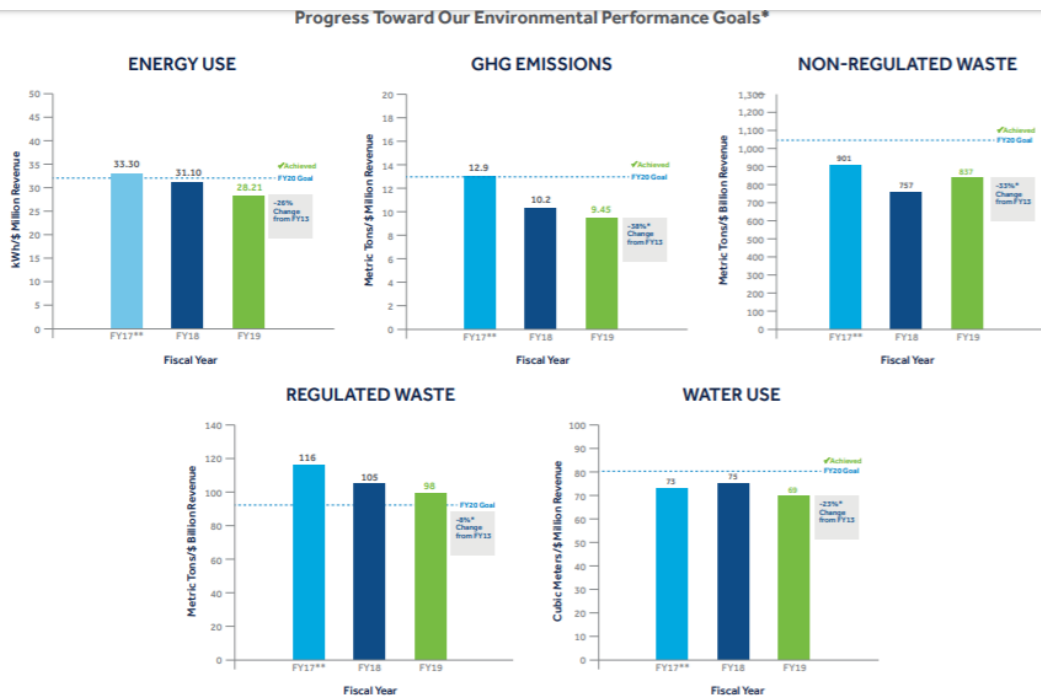 Progress Toward Our Environmental Performance Goals*
ENERGY USE
50
45
40
35
30
25
20
15
10
5
0
kWh/$ Million Revenue
33.30
31.10
28.21
✔Achieved
FY20 Goal
-26%
Change
from FY13
FY17**
FY18
FY19
Fiscal Year
GHG EMISSIONS
20
18
16
14
12
10
8
6
4
2
0
Metric Tons/$ Million Revenue
12.9
10.2
9.45
✔Achieved
FY20 Goal
-38%*
Change
from FY13
FY17**
FY18
FY19
Fiscal Year
NON-REGULATED WASTE
1,300
1,200
1,100
1,000
900
800
700
600
500
400
300
200
100
0
Metric Tons/$ Billion Revenue
901
757
837
✔Achieved
FY20 Goal
-33%*
Change
from FY13
FY17**
FY18
FY19
Fiscal Year
REGULATED WASTE
140
120
100
80
60
40
20
0
Metric Tons/$ BillionRevenue
116
105
98
FY20 Goal
-8%*
Change
from FY13
FY17**
FY18
FY19
Fiscal Year
WATER USE
100
90
80
70
60
50
40
30
20
10
0
Cubic Meters/$ Million Revenue
73
75
69
✔Achieved
FY20 Goal
-23%*
Change
from FY13
FY17**
FY18
FY19
Fiscal Year